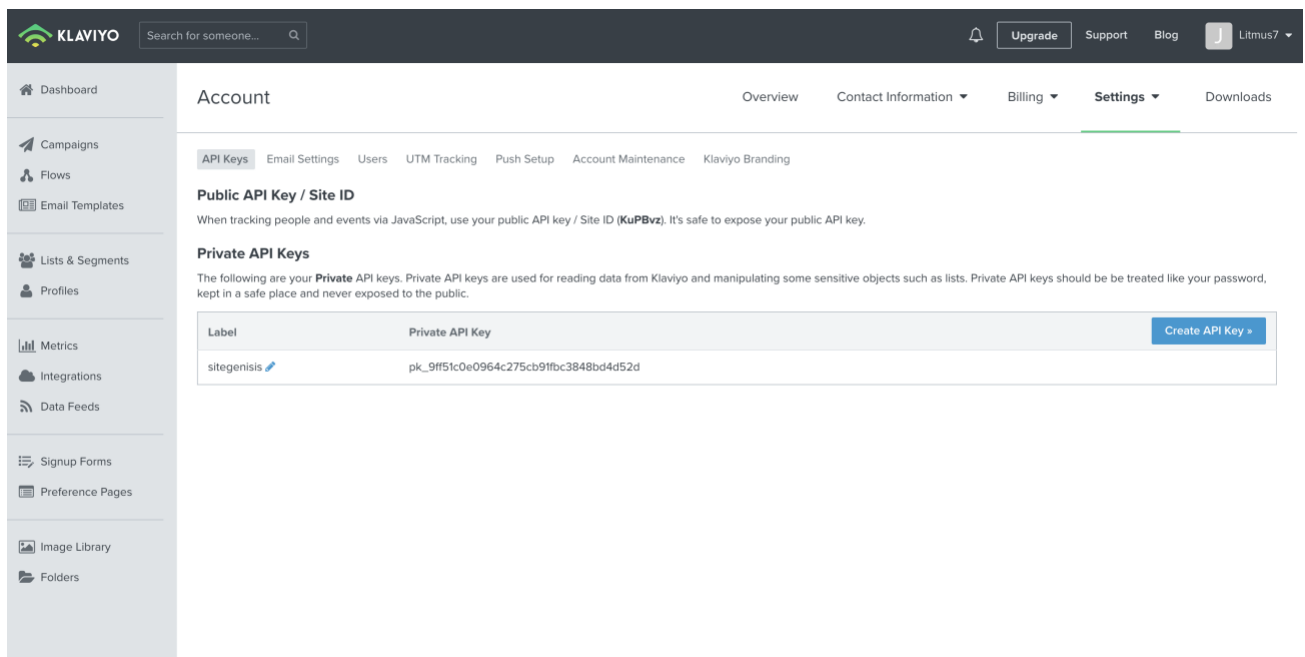 KLAVIYO
Search for someone...
Upgrade
Support
Blog
J
Litmus7
Dashboard
Campaigns
Flows
Email Templates
Lists & Segments
Profiles
Metrics
Integrations
Data Feeds
Signup Forms
Preference Pages
Image Library
Folders
Account
Overview
Contact Information
Billing
Settings
Downloads
API Keys
Email Settings
Users
UTM Tracking
Push Setup
Account Maintenance
Klaviyo Branding
Public API Key / Site ID
When tracking people and events via JavaScript, use your public API key / Site ID (KuPBvz). It's safe to expose your public API key.
Private API Keys
The following are your Private API keys. Private API keys are used for reading data from Klaviyo and manipulating some sensitive objects such as lists. Private API keys should be be treated like your password,
kept in a safe place and never exposed to the public.
Label
Private API Key
Create API Key »
sitegenisis
pk_9ff51c0e0964c275cb91fbc3848bd4d52d